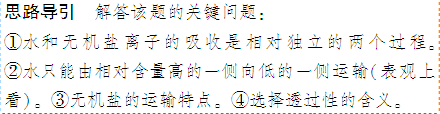 思路导引 解答该题的关键问题：
①水和无机盐离子的吸收是相对独立的两个过程。
②水只能由相对含量高的一侧向低的一侧运输(表观上
看)。③无机盐的运输特点。④选择透过性的含义。